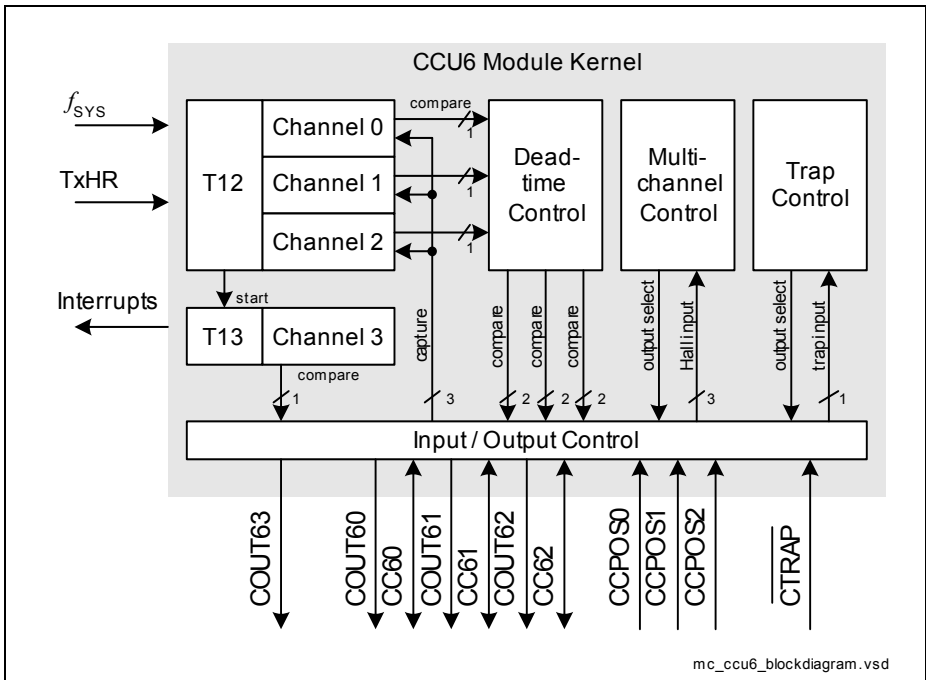 CCU6 Module Kernel
fSYS
TxHR
Interrupts
T12
Channel 0
Channel 1
Channel 2
compare
1
1
1
Dead-
time
Control
Multi-
channel
Control
Trap
Control
start
T13
Channel 3
compare
1
capture
3
compare
2
compare
2
compare
2
output select
Hall input
3
output select
trap input
1
Input / Output Control
COUT63
COUT60
CC60
COUT61
CC61
COUT62
CC62
CCPOS0
CCPOS1
CCPOS2
CTRAP
mc_ccu6_blockdiagram.vsd